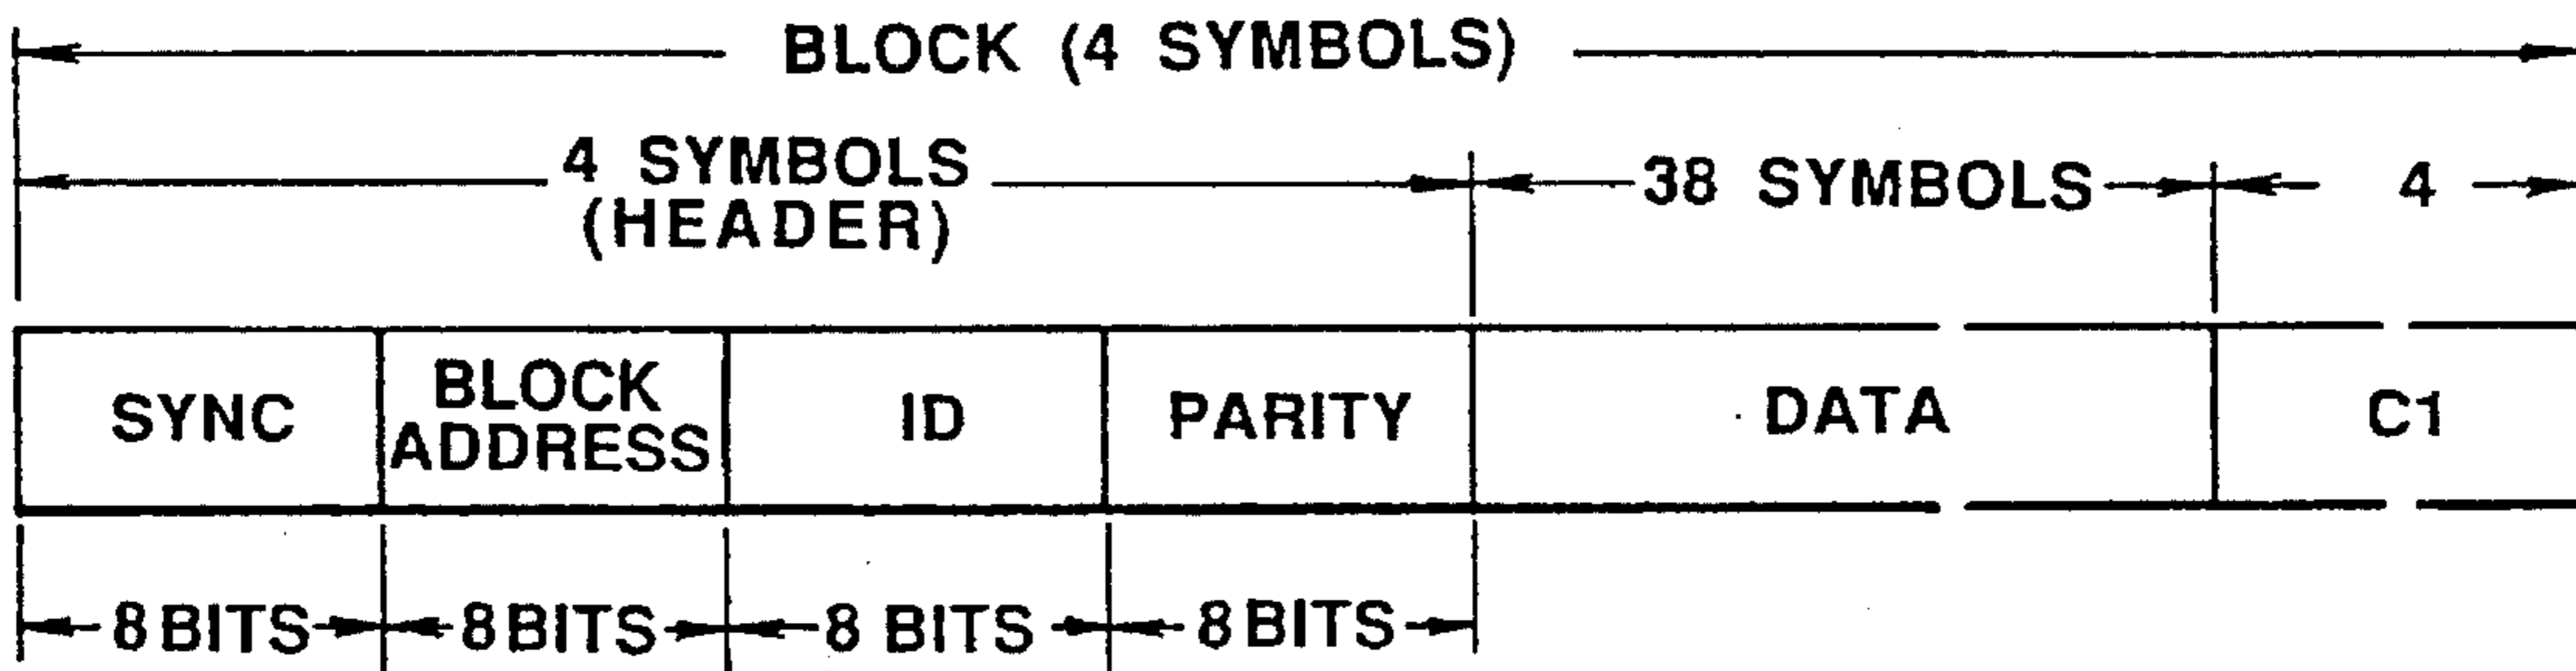 BLOCK (4 SYMBOLS)
4 SYMBOLS
(HEADER)
38 SYMBOLS
4
SYNC
BLOCK
ADDRESS
ID
PARITY
DATA
C1
8 BITS
8 BITS
8 BITS
8 BITS